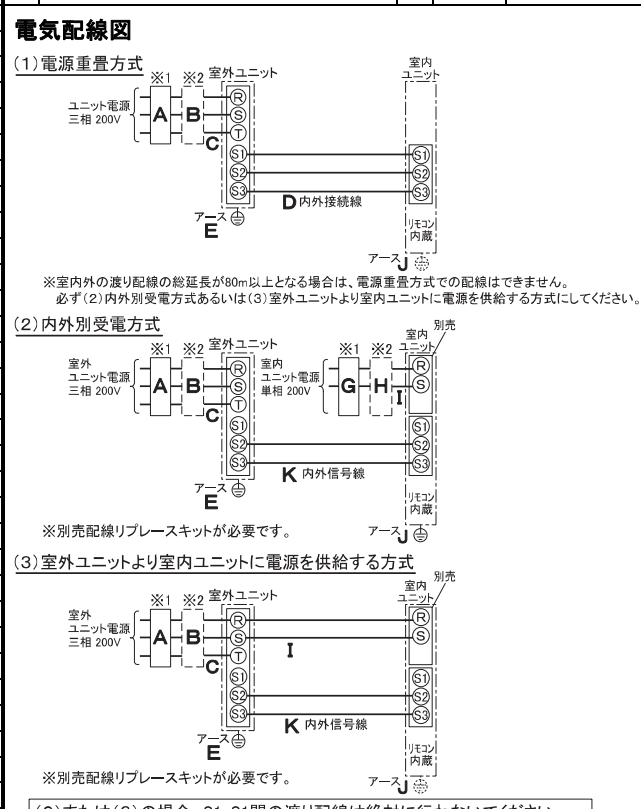 電気配線図
(1)電源重畳方式
※1 ※2 室外ユニット 室内
ユニット
ユニット電源
三相 200V
A B C
R
S
T
S1 S1
S2 S2
S3 S3
D 内外接続線
アース
E
リモコン
内蔵
アース J
※室内外の渡り配線の総延長が80m以上となる場合は、電源重畳方式での配線はできません。
必ず(2)内外別受電方式あるいは(3)室外ユニットより室内ユニットに電源を供給する方式にしてください。
(2)内外別受電方式
※1 ※2 室外ユニット ※1 ※2 室内
ユニット 別売
室外
ユニット電源
三相 200V
A B C
室内
ユニット電源
単相 200V
G H I
R R
S S
T
S1 S1
S2 S2
S3 S3
K 内外信号線
アース
E
リモコン
内蔵
※別売配線リプレースキットが必要です。
アース J
(3)室外ユニットより室内ユニットに電源を供給する方式
※1 ※2 室外ユニット 室内
ユニット 別売
室外
ユニット電源
三相 200V
A B C
R R
S S
T
I
S1 S1
S2 S2
S3 S3
K 内外信号線
アース
E
リモコン
内蔵
※別売配線リプレースキットが必要です。
アース J